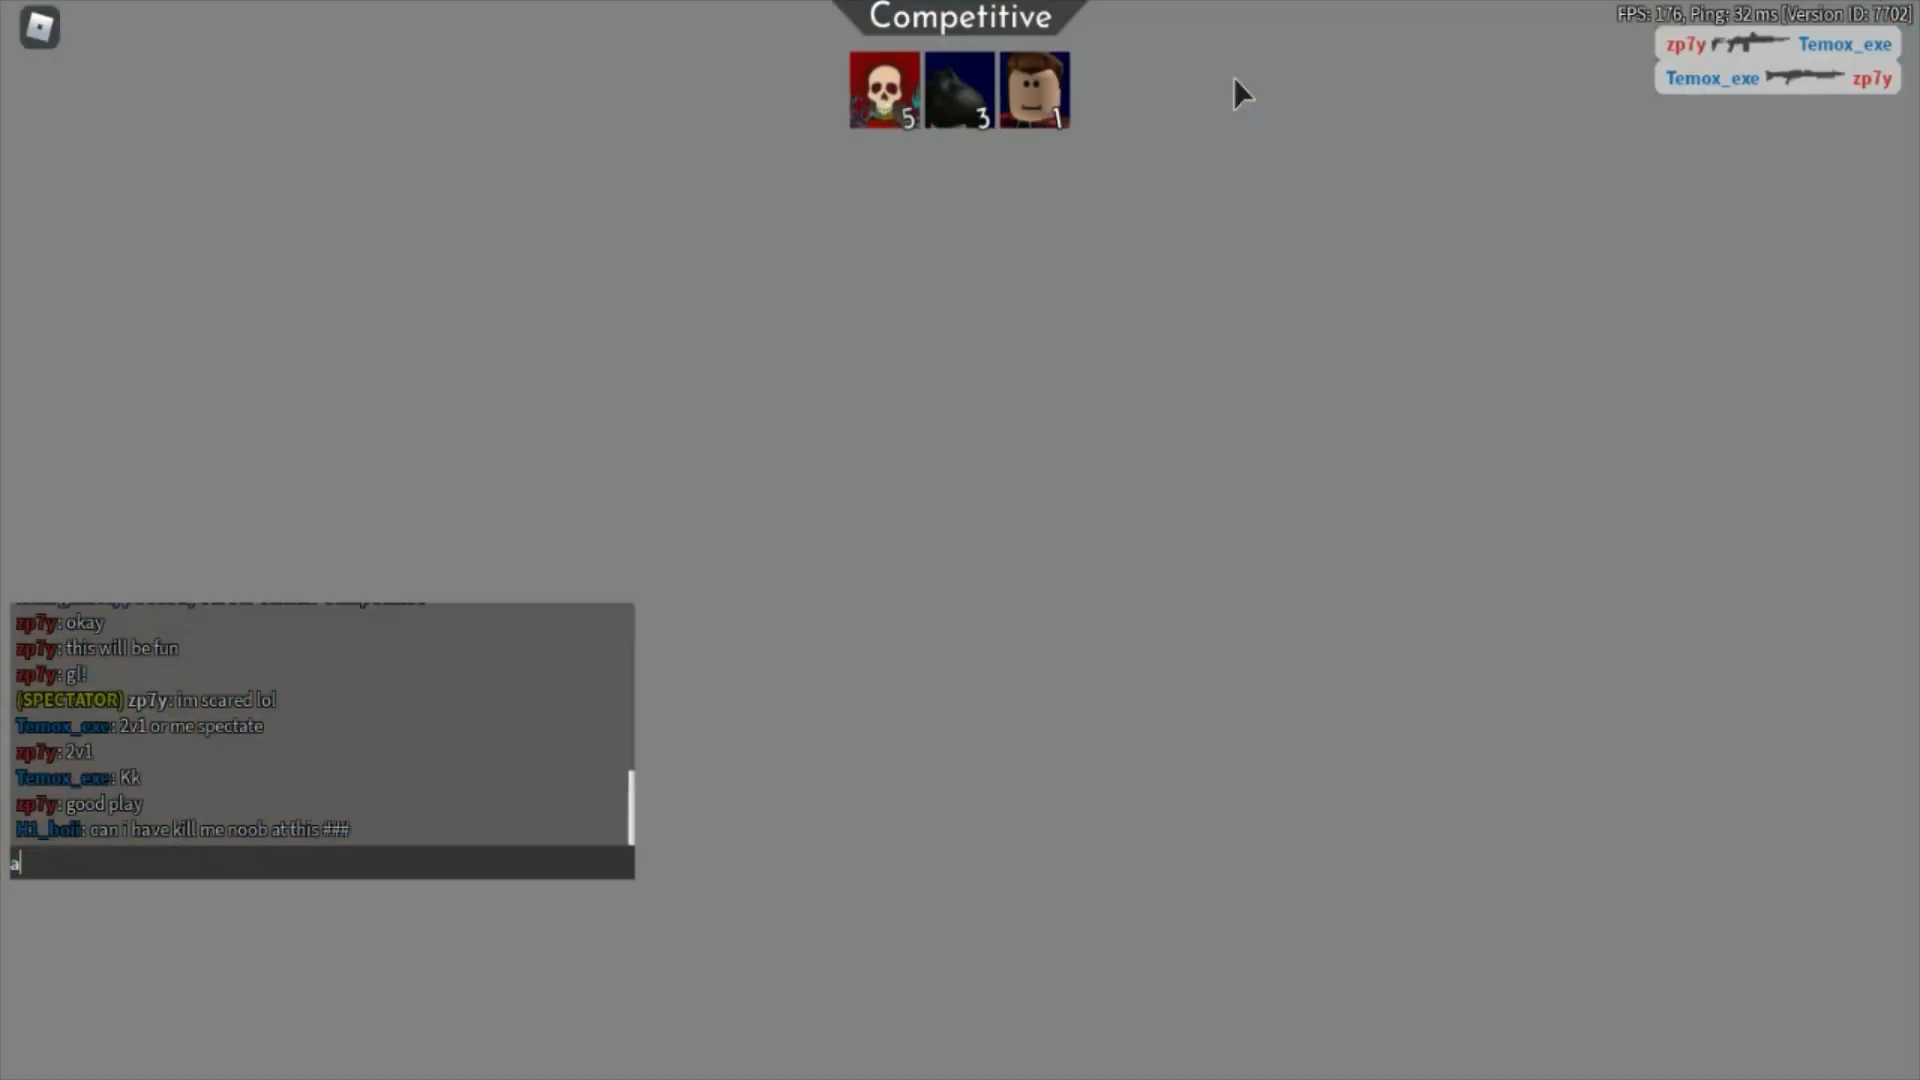 Competitive
FPS: 176, Ping: 32 ms [Version ID: 7702]
zp7y Temox_exe
Temox_exe zp7y
5 3 1
zp7y: okay
zp7y: this will be fun
zp7y: gl!
(SPECTATOR) zp7y: im scared lol
Temox_exe: 2v1 or me spectate
zp7y: 2v1
Temox_exe: Kk
zp7y: good play
H1_boii: can i have kill me noob at this ###
a